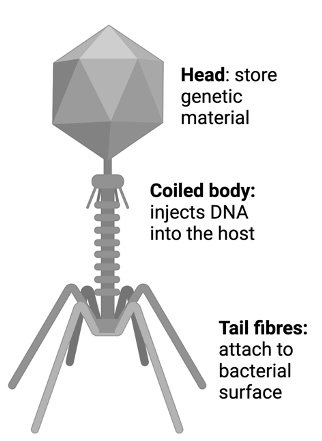 Head: store
genetic
material
Coiled body:
injects DNA
into the host
Tail fibres:
attach to
bacterial
surface